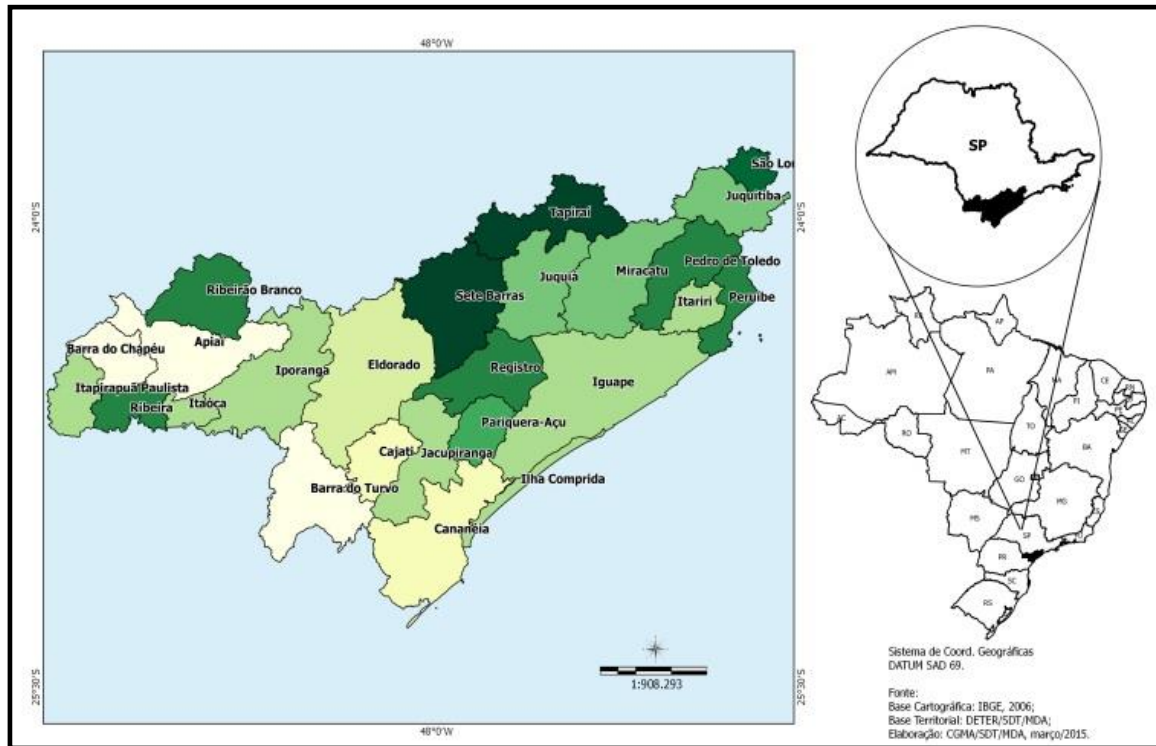 48°0'W
24°0'S
24°0'S
São Lou
Juquitiba
Tapiraí
Pedro de Toledo
Miracatu
Juquiá
Ribeirão Branco
Sete Barras
Itariri
Peruíbe
Apiaí
Barra do Chapéu
Eldorado
Registro
Iporanga
Iguape
Itapirapuã Paulista
Ribeira
Itaóca
Pariquera-Açu
Cajati
Jacupiranga
Ilha Comprida
Barra do Turvo
Cananéia
1:908.293
25°30'S
25°30'S
48°0'W
SP
AP
AM
PA
MA
CE
RN
PI
AC
RO
TO
MT
BA
GO
MG
MS
SP
PR
SC
RS
Sistema de Coord. Geográficas
DATUM SAD 69.
Fonte:
Base Cartográfica: IBGE, 2006;
Base Territorial: DETER/SDT/MDA;
Elaboração: CGMA/SDT/MDA, março/2015.